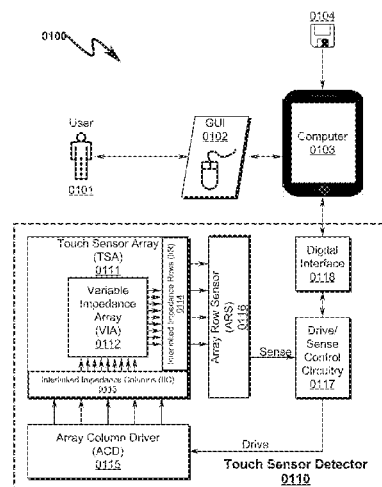 0100
0104
User
0101
GUI
0102
Computer
0103
Touch Sensor Array
(TSA)
0111
Variable
Impedance
Array
(VIA)
0112
Interlinked Impedance Rows (IIR)
0114
Array Row Sensor
(ARS)
0116
Digital
Interface
0118
Sense
Drive/
Sense
Control
Circuitry
0117
Interlinked Impedance Columns (IIC)
0113
Array Column Driver
(ACD)
0115
Drive
Touch Sensor Detector
0110